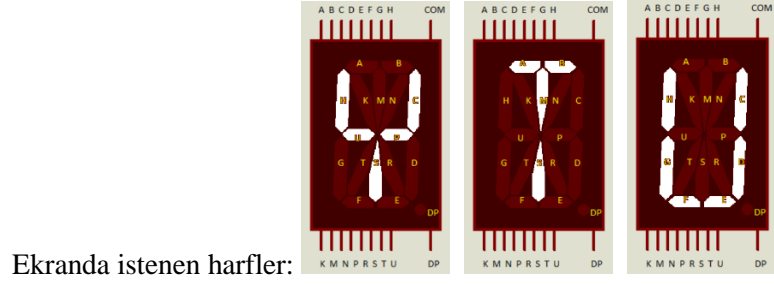 A B C D E F G H COM A B C D E F G H COM A B C D E F G H COM
A B A B A B
H K M N C H K M N C H K M N C
U P U P U P
G T S R D G T S R D G T S R D
F E F E F E
DP DP DP
Ekranda istenen harfler: K M N P R S T U DP K M N P R S T U DP K M N P R S T U DP